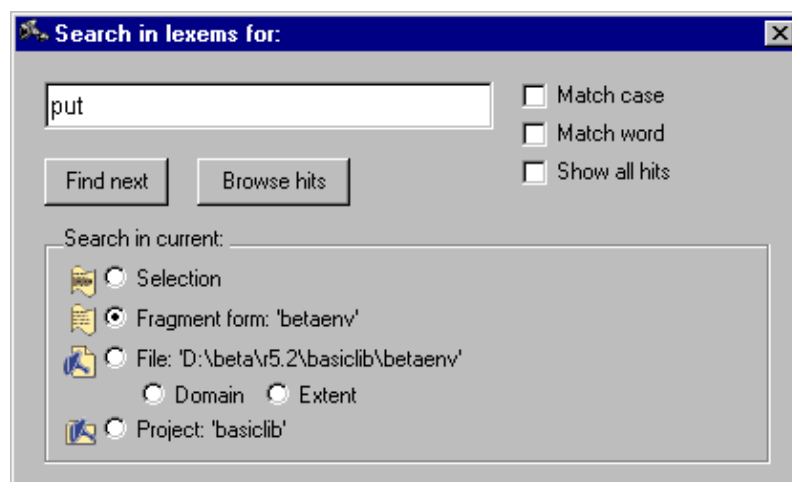 Search in lexems for:
put
Match case
Match word
Show all hits
Find next Browse hits
Search in current:
Selection
Fragment form: 'betaenv'
File: 'D:\beta\r5.2\basiclib\betaenv'
Domain Extent
Project: 'basiclib'